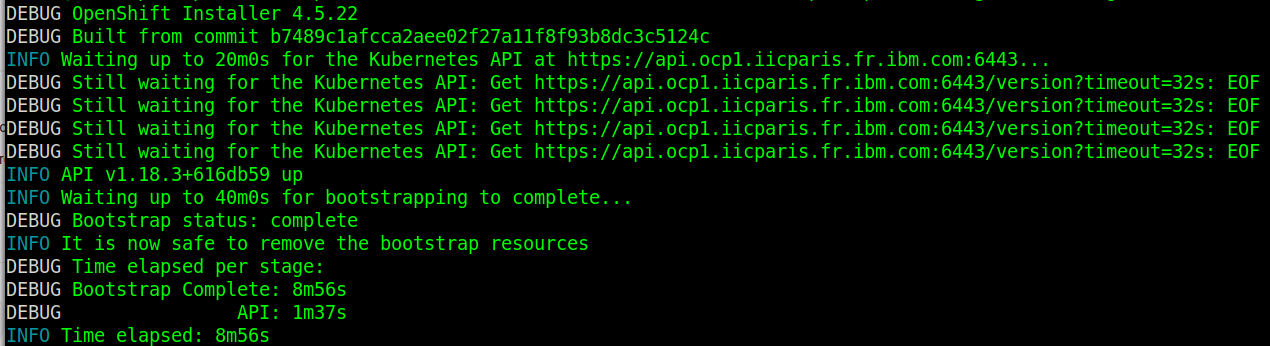 DEBUG OpenShift Installer 4.5.22
DEBUG Built from commit b7489c1afcca2aee02f27a11f8f93b8dc3c5124c
INFO Waiting up to 20m0s for the Kubernetes API at https://api.ocp1.iicparis.fr.ibm.com:6443...
DEBUG Still waiting for the Kubernetes API: Get https://api.ocp1.iicparis.fr.ibm.com:6443/version?timeout=32s: EOF
DEBUG Still waiting for the Kubernetes API: Get https://api.ocp1.iicparis.fr.ibm.com:6443/version?timeout=32s: EOF
DEBUG Still waiting for the Kubernetes API: Get https://api.ocp1.iicparis.fr.ibm.com:6443/version?timeout=32s: EOF
DEBUG Still waiting for the Kubernetes API: Get https://api.ocp1.iicparis.fr.ibm.com:6443/version?timeout=32s: EOF
INFO API v1.18.3+616db59 up
INFO Waiting up to 40m0s for bootstrapping to complete...
DEBUG Bootstrap status: complete
INFO It is now safe to remove the bootstrap resources
DEBUG Time elapsed per stage:
DEBUG Bootstrap Complete: 8m56s
DEBUG                API: 1m37s
INFO Time elapsed: 8m56s